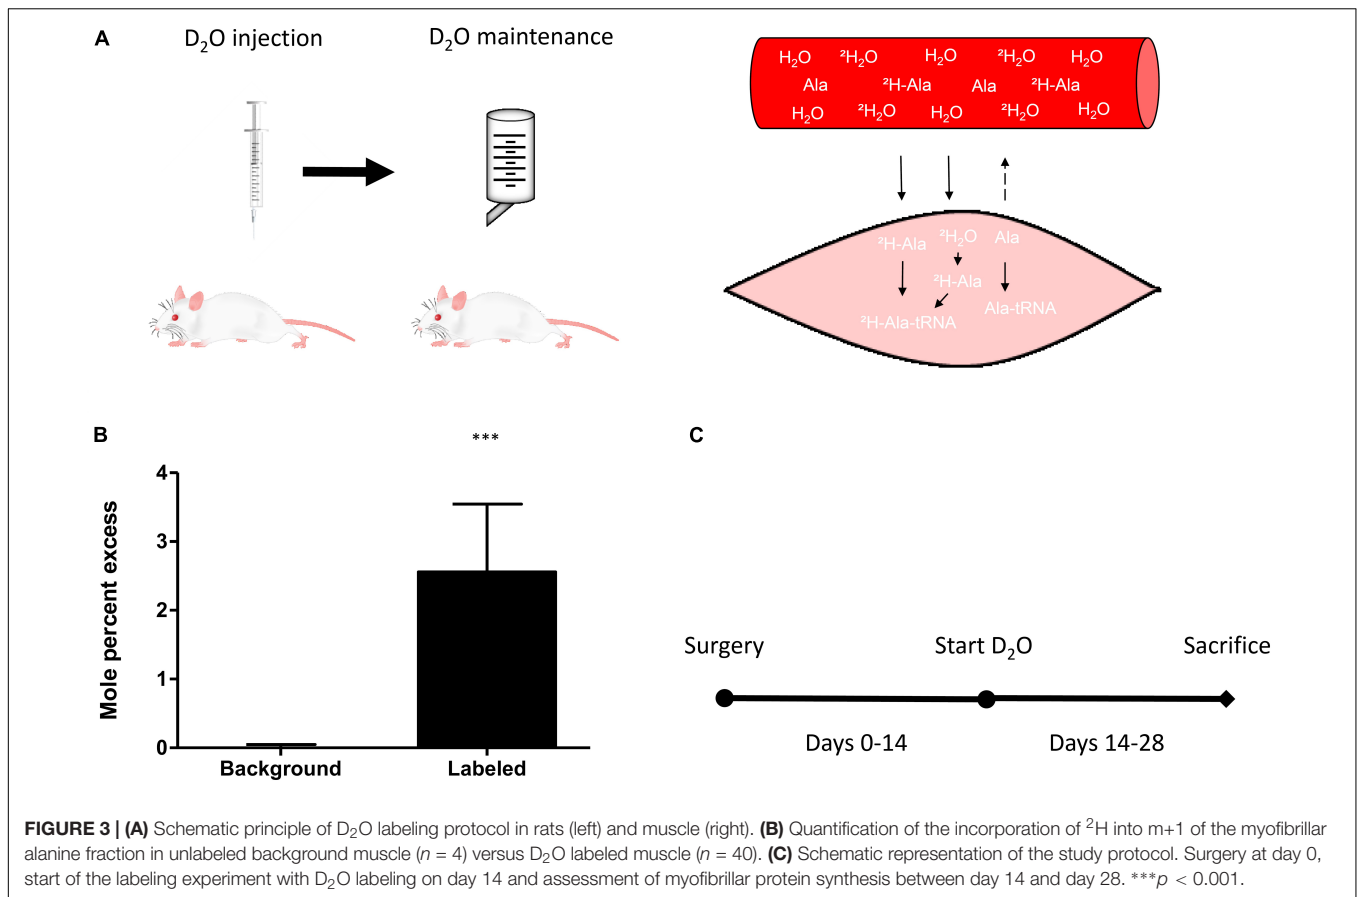 A
D₂O injection
D₂O maintenance
H₂O ²H₂O H₂O ²H₂O H₂O
Ala ²H-Ala Ala ²H-Ala
H₂O ²H₂O H₂O ²H₂O H₂O
²H-Ala ²H₂O Ala
²H-Ala
²H-Ala-tRNA Ala-tRNA
B
***
4
3
2
1
0
Mole percent excess
Background Labeled
C
Surgery Start D₂O Sacrifice
Days 0-14 Days 14-28
FIGURE 3 | (A) Schematic principle of D₂O labeling protocol in rats (left) and muscle (right). (B) Quantification of the incorporation of ²H into m+1 of the myofibrillar
alanine fraction in unlabeled background muscle (n = 4) versus D₂O labeled muscle (n = 40). (C) Schematic representation of the study protocol. Surgery at day 0,
start of the labeling experiment with D₂O labeling on day 14 and assessment of myofibrillar protein synthesis between day 14 and day 28. ***p < 0.001.